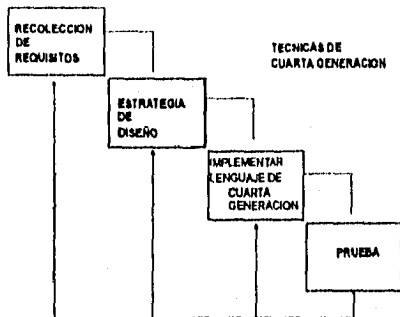 RECOLECCION
DE
REQUISITOS
TECNICAS DE
CUARTA GENERACION
ESTRATEGIA
DE
DISEÑO
IMPLEMENTAR
LENGUAJE DE
CUARTA
GENERACION
PRUEBA